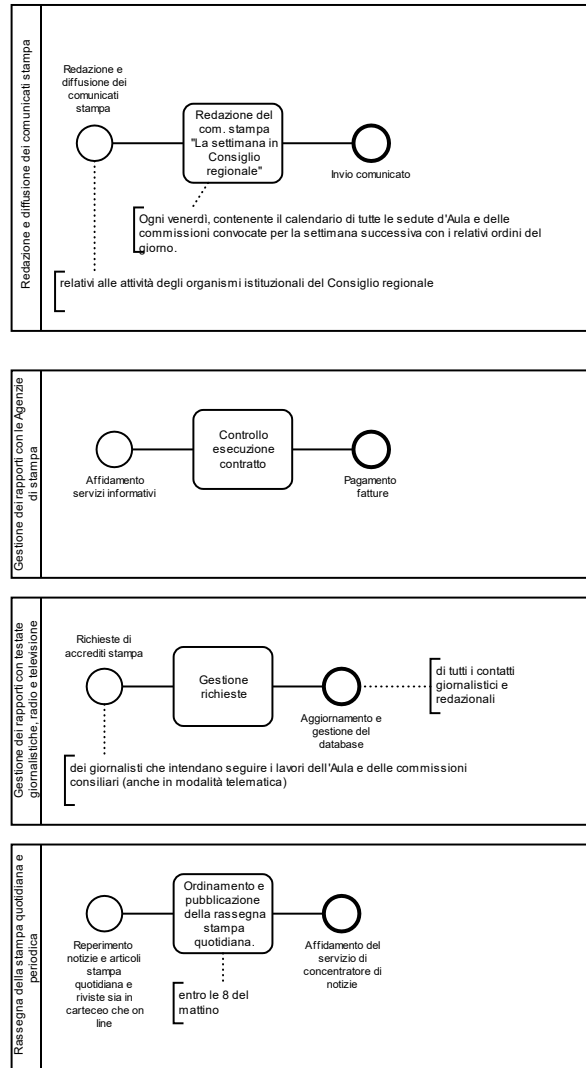 Redazione e diffusione dei comunicati stampa
Redazione e
diffusione dei
comunicati
stampa
Redazione del
com. stampa
"La settimana in
Consiglio
regionale"
Invio comunicato
Ogni venerdì, contenente il calendario di tutte le sedute d'Aula e delle
commissioni convocate per la settimana successiva con i relativi ordini del
giorno.
relativi alle attività degli organismi istituzionali del Consiglio regionale
Gestione dei rapporti con le Agenzie
di stampa
Affidamento
servizi informativi
Controllo
esecuzione
contratto
Pagamento
fatture
Gestione dei rapporti con testate
giornalistiche, radio e televisione
Richieste di
accrediti stampa
Gestione
richieste
Aggiornamento e
gestione del
database
di tutti i contatti
giornalistici e
redazionali
dei giornalisti che intendano seguire i lavori dell'Aula e delle commissioni
consiliari (anche in modalità telematica)
Rassegna della stampa quotidiana e
periodica
Reperimento
notizie e articoli
stampa
quotidiana e
riviste sia in
carteceo che on
line
Ordinamento e
pubblicazione
della rassegna
stampa
quotidiana.
Affidamento del
servizio di
concentratore di
notizie
entro le 8 del
mattino